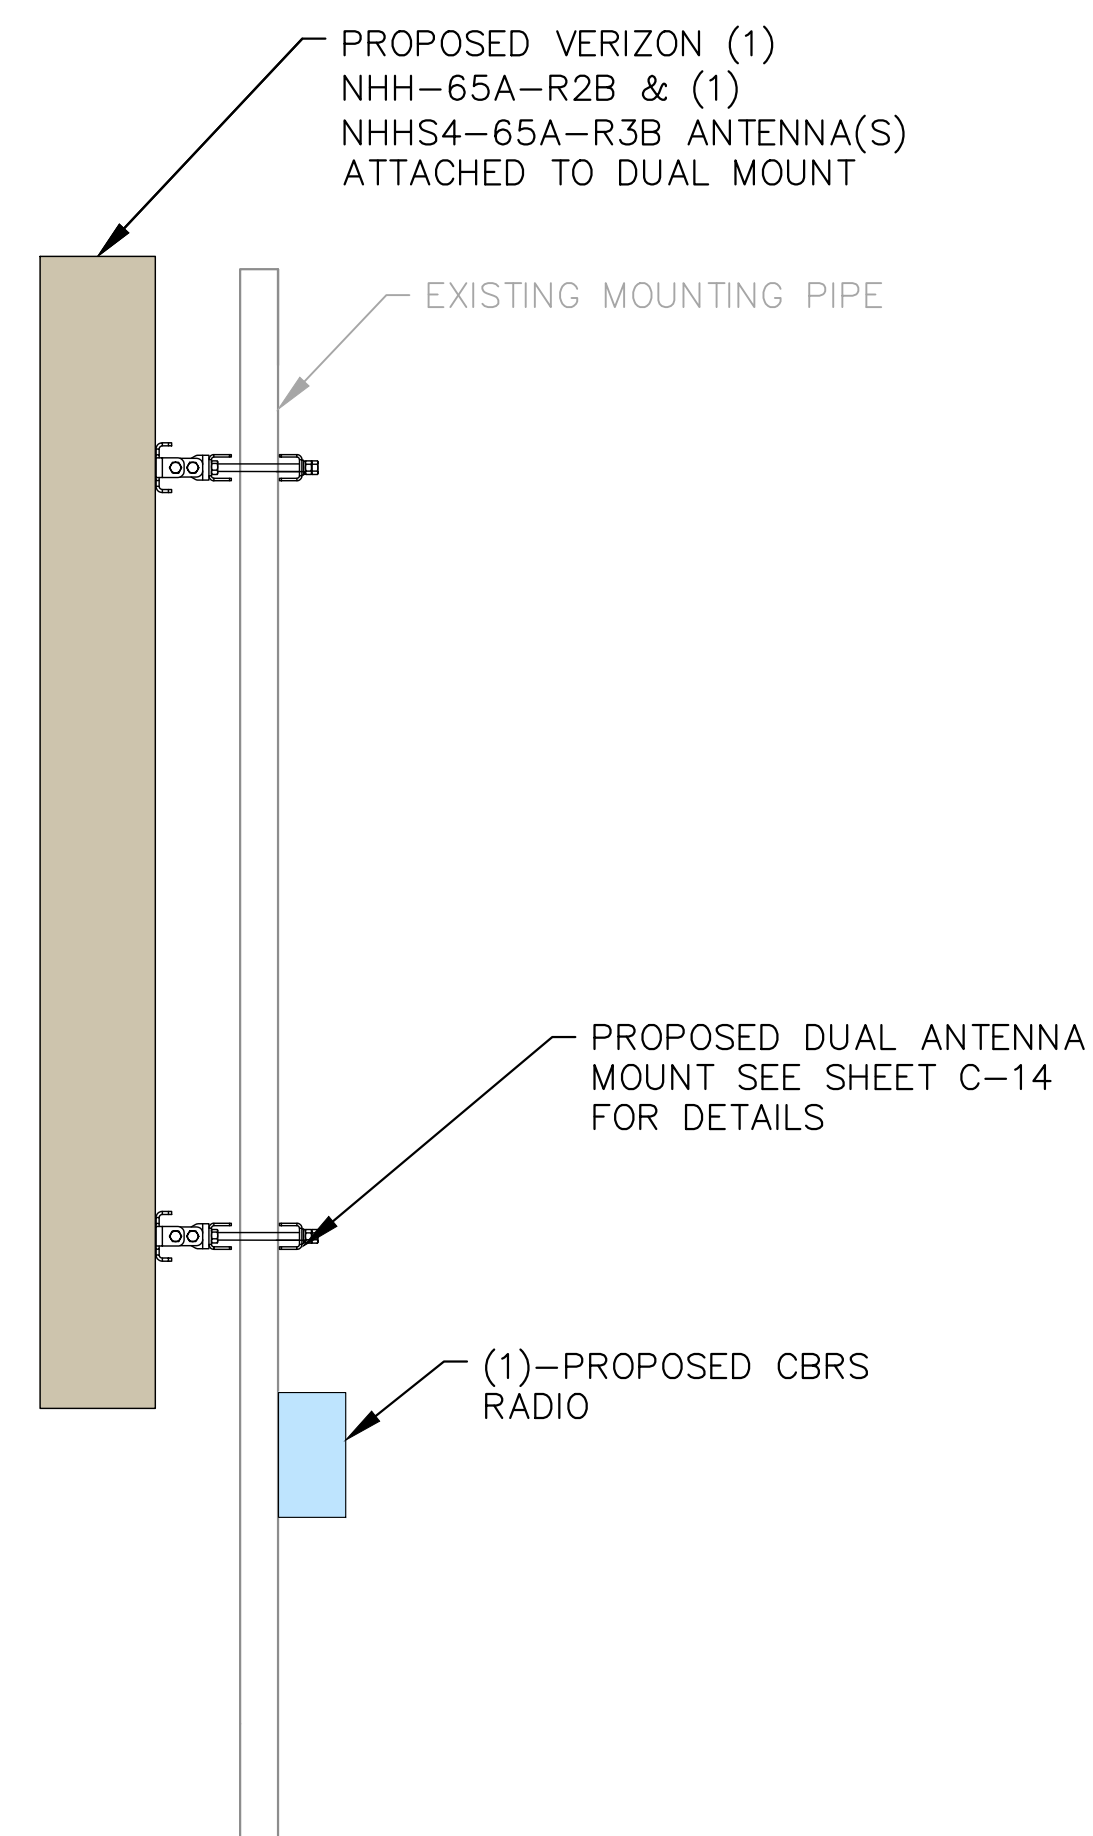 PROPOSED VERIZON (1)
NHH-65A-R2B & (1)
NHHS4-65A-R3B ANTENNA(S)
ATTACHED TO DUAL MOUNT
EXISTING MOUNTING PIPE
PROPOSED DUAL ANTENNA
MOUNT SEE SHEET C-14
FOR DETAILS
(1)-PROPOSED CBRS
RADIO